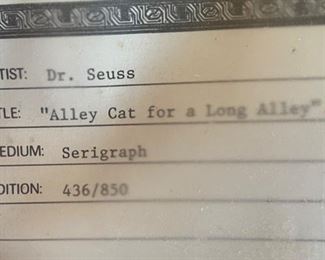 TIST: Dr. Seuss
TLE: "Alley Cat for a Long Alley"
EDIUM: Serigraph
DITION: 436/850